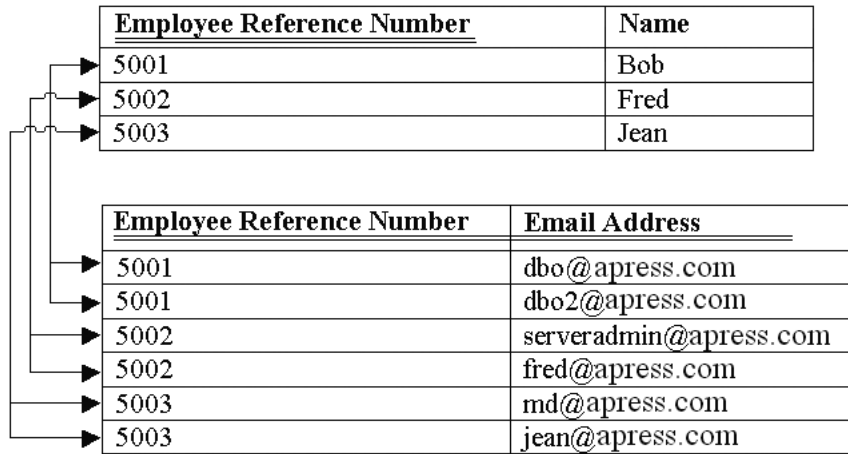 Employee Reference Number Name
5001 Bob
5002 Fred
5003 Jean
Employee Reference Number Email Address
5001 dbo@apress.com
5001 dbo2@apress.com
5002 serveradmin@apress.com
5002 fred@apress.com
5003 md@apress.com
5003 jean@apress.com